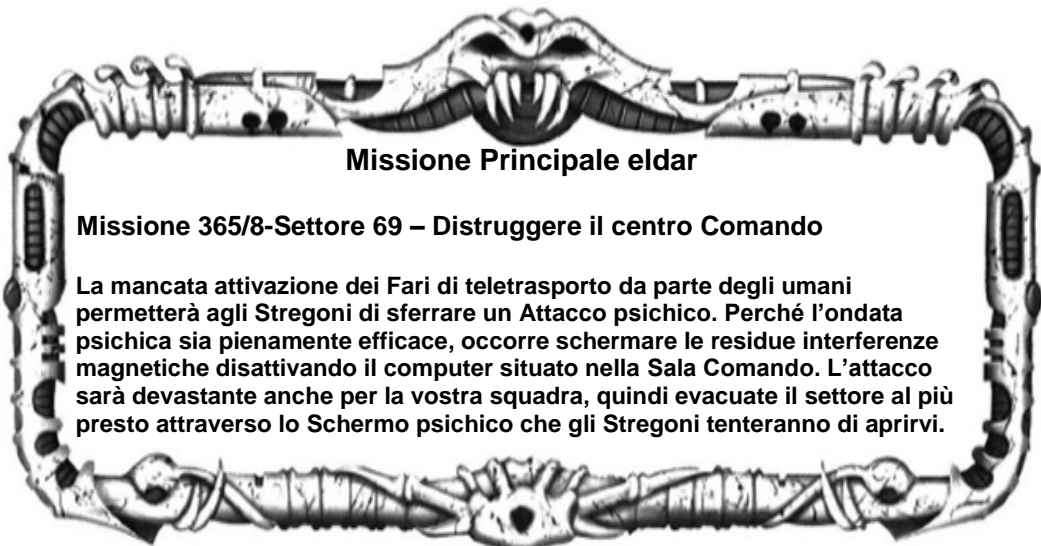 Missione Principale eldar
Missione 365/8-Settore 69 – Distruggere il centro Comando
La mancata attivazione dei Fari di teletrasporto da parte degli umani
permetterà agli Stregoni di sferrare un Attacco psichico. Perché l'ondata
psichica sia pienamente efficace, occorre schermare le residue interferenze
magnetiche disattivando il computer situato nella Sala Comando. L'attacco
sarà devastante anche per la vostra squadra, quindi evacuate il settore al più
presto attraverso lo Schermo psichico che gli Stregoni tenteranno di aprirvi.